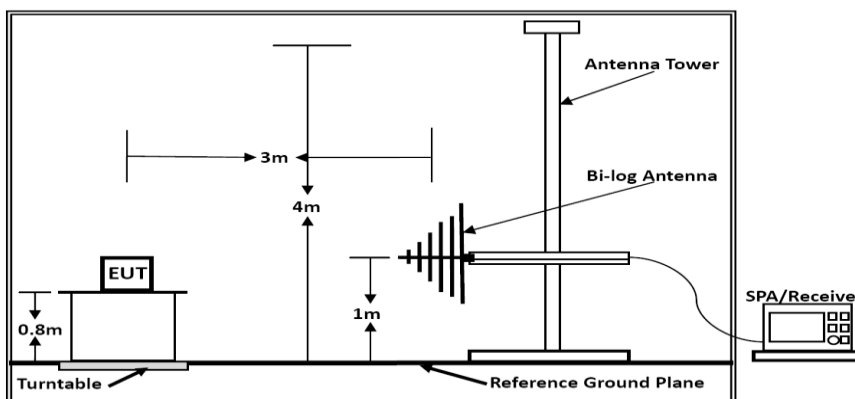 Antenna Tower
3m
Bi-log Antenna
4m
EUT
SPA/Receive
0.8m
1m
Turntable
Reference Ground Plane